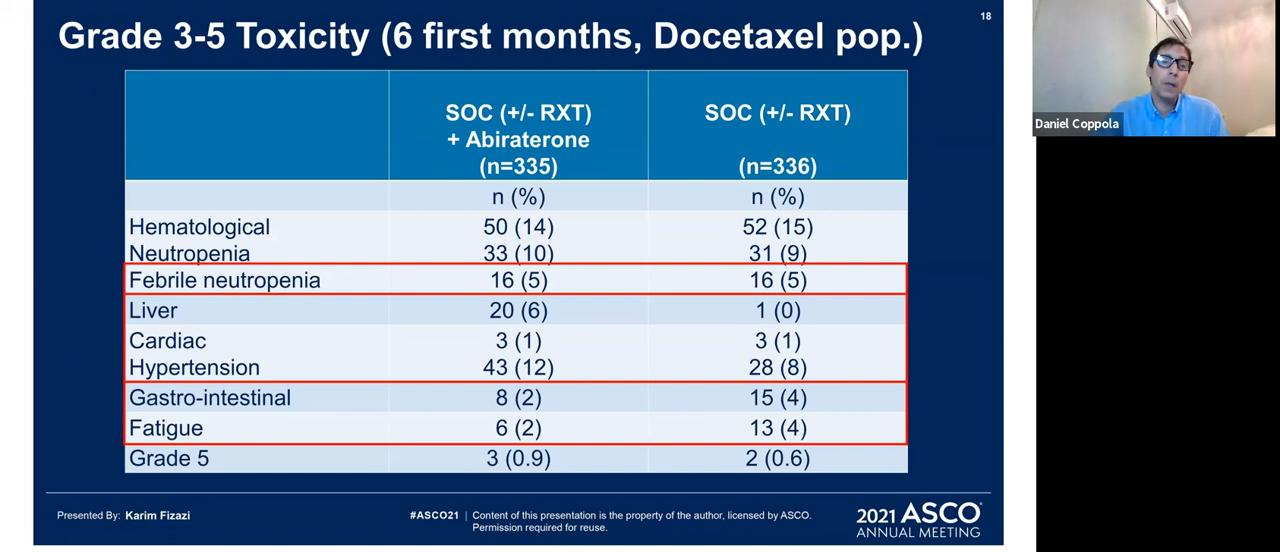 18
Grade 3-5 Toxicity (6 first months, Docetaxel pop.)
SOC (+/- RXT)
+ Abiraterone
(n=335)
SOC (+/- RXT)
(n=336)
n (%) n (%)
Hematological 50 (14) 52 (15)
Neutropenia 33 (10) 31 (9)
Febrile neutropenia 16 (5) 16 (5)
Liver 20 (6) 1 (0)
Cardiac 3 (1) 3 (1)
Hypertension 43 (12) 28 (8)
Gastro-intestinal 8 (2) 15 (4)
Fatigue 6 (2) 13 (4)
Grade 5 3 (0.9) 2 (0.6)
Presented By: Karim Fizazi
#ASCO21 | Content of this presentation is the property of the author, licensed by ASCO.
Permission required for reuse.
2021 ASCO
ANNUAL MEETING
Daniel Coppola